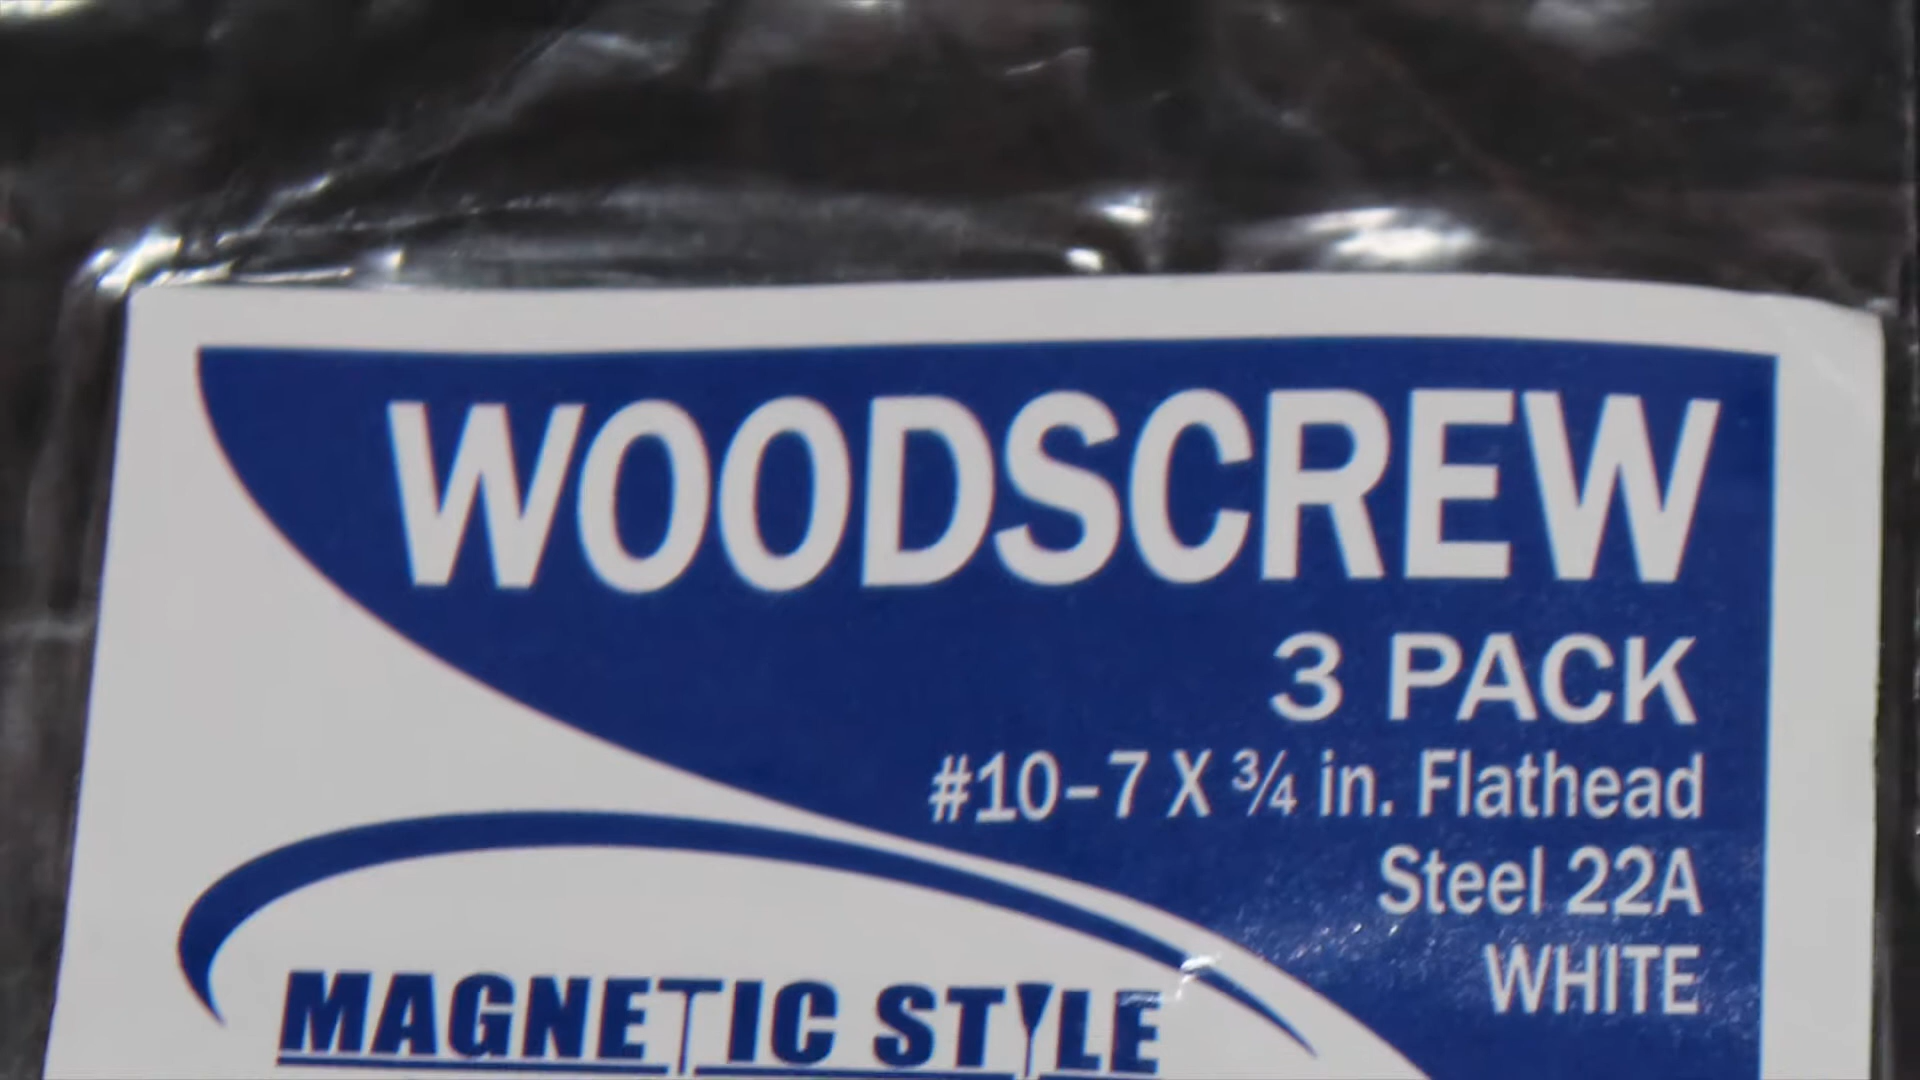 WOODSCREW
3 PACK
#10–7 X ¾ in. Flathead
Steel 22A
WHITE
MAGNETIC STYLE